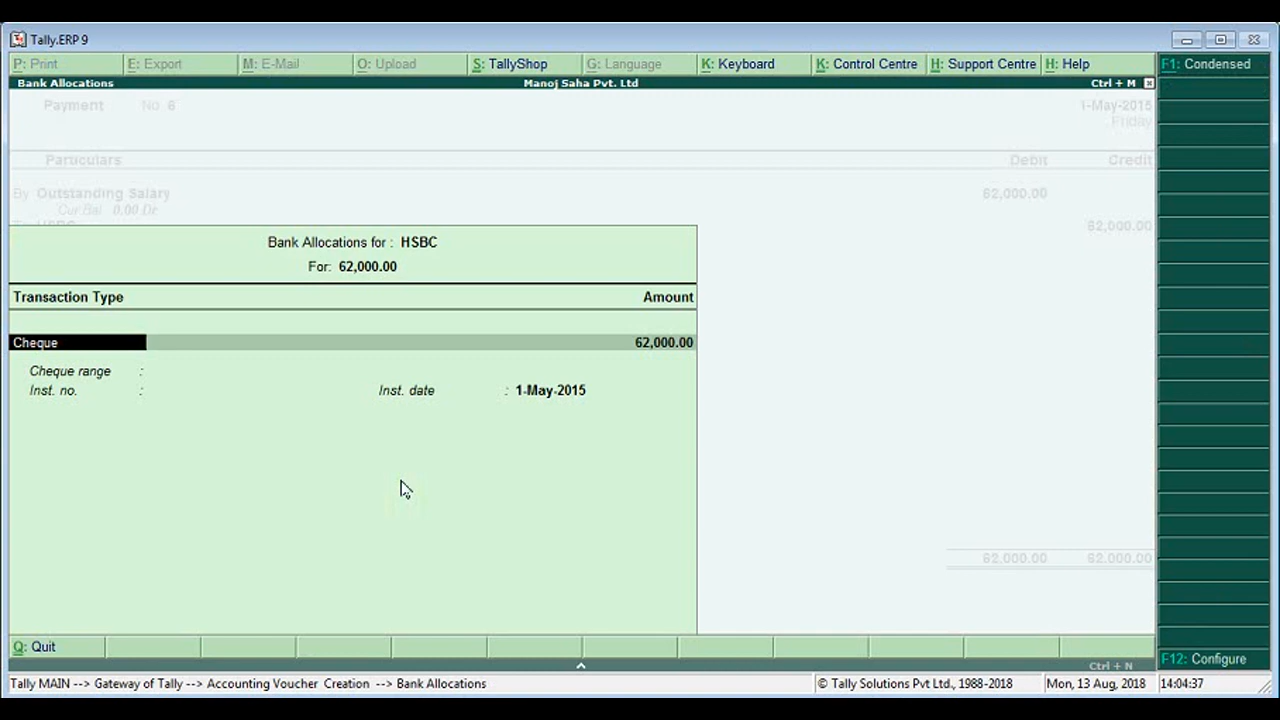 Tally.ERP 9
P: Print E: Export M: E-Mail O: Upload S: TallyShop G: Language K: Keyboard K: Control Centre H: Support Centre H: Help F1: Condensed
Bank Allocations Manoj Saha Pvt. Ltd Ctrl + M
Payment No. 6 1-May-2015
Friday
Particulars Debit Credit
By Outstanding Salary 62,000.00
Cur Bal: 0.00 Dr
62,000.00
Bank Allocations for : HSBC
For: 62,000.00
Transaction Type Amount
Cheque 62,000.00
Cheque range :
Inst. no. : Inst. date : 1-May-2015
62,000.00 62,000.00
Q: Quit
Ctrl + N F12: Configure
Tally MAIN --> Gateway of Tally --> Accounting Voucher Creation --> Bank Allocations © Tally Solutions Pvt Ltd., 1988-2018 Mon, 13 Aug, 2018 14:04:37